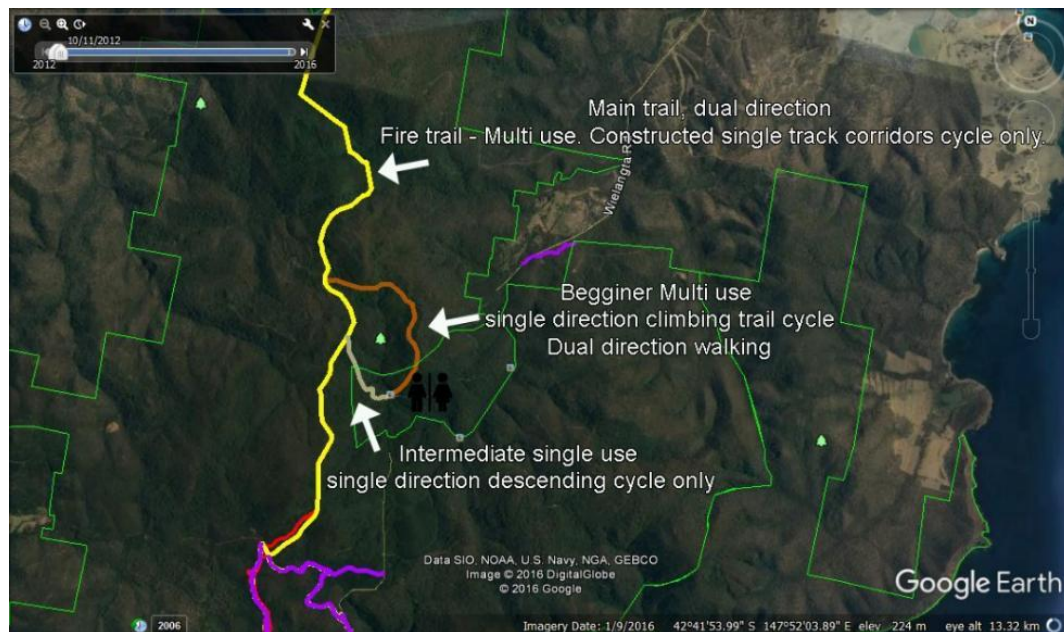 10/11/2012
2012
2016
N
Main trail, dual direction
Fire trail - Multi use. Constructed single track corridors cycle only.
Wielangta R
Begginer Multi use
single direction climbing trail cycle
Dual direction walking
Intermediate single use
single direction descending cycle only
Data SIO, NOAA, U.S. Navy, NGA, GEBCO
Image © 2016 DigitalGlobe
© 2016 Google
Google Earth
2006
Imagery Date: 1/9/2016 42°41'53.99" S 147°52'03.89" E elev 224 m eye alt 13.32 km